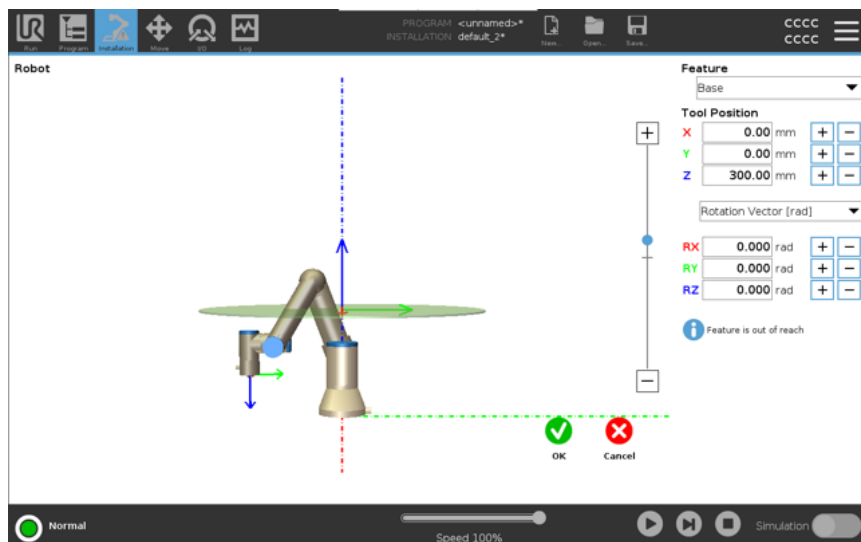 UR
Run
Program
Installation
Move
I/O
Log
PROGRAM <unnamed>*
INSTALLATION default_2*
New...
Open...
Save...
CCCC
CCCC
Robot
Feature
Base
Tool Position
X 0.00 mm + −
Y 0.00 mm + −
Z 300.00 mm + −
Rotation Vector [rad]
RX 0.000 rad + −
RY 0.000 rad + −
RZ 0.000 rad + −
Feature is out of reach
OK
Cancel
Normal
Speed 100%
Simulation